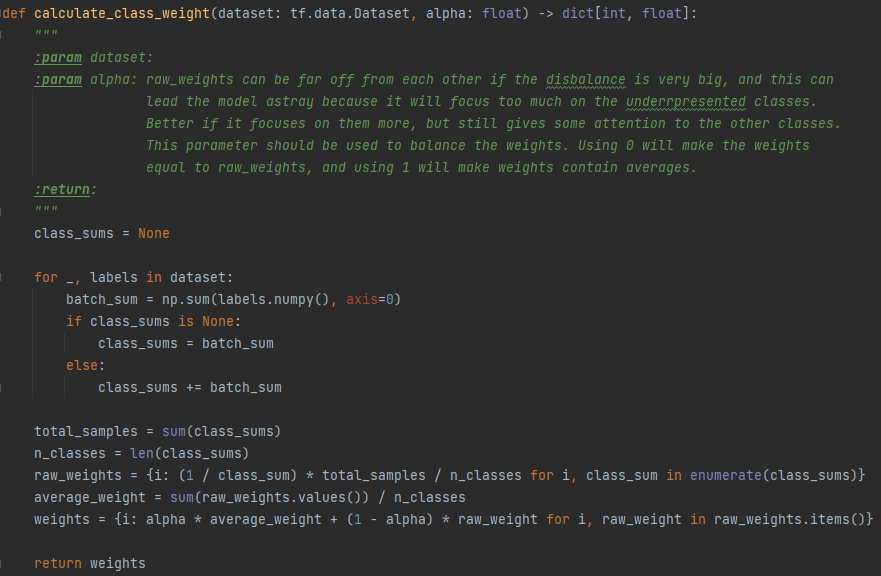 def calculate_class_weight(dataset: tf.data.Dataset, alpha: float) -> dict[int, float]:
"""
:param dataset:
:param alpha: raw_weights can be far off from each other if the disbalance is very big, and this can
lead the model astray because it will focus too much on the underrpresented classes.
Better if it focuses on them more, but still gives some attention to the other classes.
This parameter should be used to balance the weights. Using 0 will make the weights
equal to raw_weights, and using 1 will make weights contain averages.
:return:
"""
class_sums = None
for _, labels in dataset:
batch_sum = np.sum(labels.numpy(), axis=0)
if class_sums is None:
class_sums = batch_sum
else:
class_sums += batch_sum
total_samples = sum(class_sums)
n_classes = len(class_sums)
raw_weights = {i: (1 / class_sum) * total_samples / n_classes for i, class_sum in enumerate(class_sums)}
average_weight = sum(raw_weights.values()) / n_classes
weights = {i: alpha * average_weight + (1 - alpha) * raw_weight for i, raw_weight in raw_weights.items()}
return weights